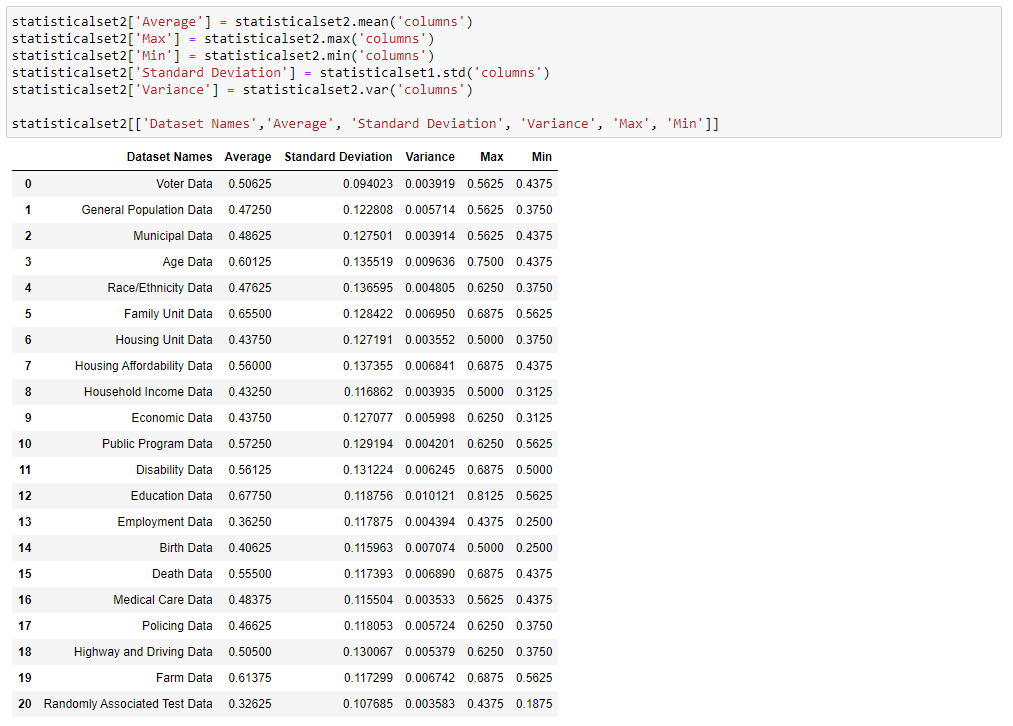 statisticalset2['Average'] = statisticalset2.mean('columns')
statisticalset2['Max'] = statisticalset2.max('columns')
statisticalset2['Min'] = statisticalset2.min('columns')
statisticalset2['Standard Deviation'] = statisticalset1.std('columns')
statisticalset2['Variance'] = statisticalset2.var('columns')
statisticalset2[['Dataset Names','Average', 'Standard Deviation', 'Variance', 'Max', 'Min']]
Dataset Names Average Standard Deviation Variance Max Min
0 Voter Data 0.50625 0.094023 0.003919 0.5625 0.4375
1 General Population Data 0.47250 0.122808 0.005714 0.5625 0.3750
2 Municipal Data 0.48625 0.127501 0.003914 0.5625 0.4375
3 Age Data 0.60125 0.135519 0.009636 0.7500 0.4375
4 Race/Ethnicity Data 0.47625 0.136595 0.004805 0.6250 0.3750
5 Family Unit Data 0.65500 0.128422 0.006950 0.6875 0.5625
6 Housing Unit Data 0.43750 0.127191 0.003552 0.5000 0.3750
7 Housing Affordability Data 0.56000 0.137355 0.006841 0.6875 0.4375
8 Household Income Data 0.43250 0.116862 0.003935 0.5000 0.3125
9 Economic Data 0.43750 0.127077 0.005998 0.6250 0.3125
10 Public Program Data 0.57250 0.129194 0.004201 0.6250 0.5625
11 Disability Data 0.56125 0.131224 0.006245 0.6875 0.5000
12 Education Data 0.67750 0.118756 0.010121 0.8125 0.5625
13 Employment Data 0.36250 0.117875 0.004394 0.4375 0.2500
14 Birth Data 0.40625 0.115963 0.007074 0.5000 0.2500
15 Death Data 0.55500 0.117393 0.006890 0.6875 0.4375
16 Medical Care Data 0.48375 0.115504 0.003533 0.5625 0.4375
17 Policing Data 0.46625 0.118053 0.005724 0.6250 0.3750
18 Highway and Driving Data 0.50500 0.130067 0.005379 0.6250 0.3750
19 Farm Data 0.61375 0.117299 0.006742 0.6875 0.5625
20 Randomly Associated Test Data 0.32625 0.107685 0.003583 0.4375 0.1875